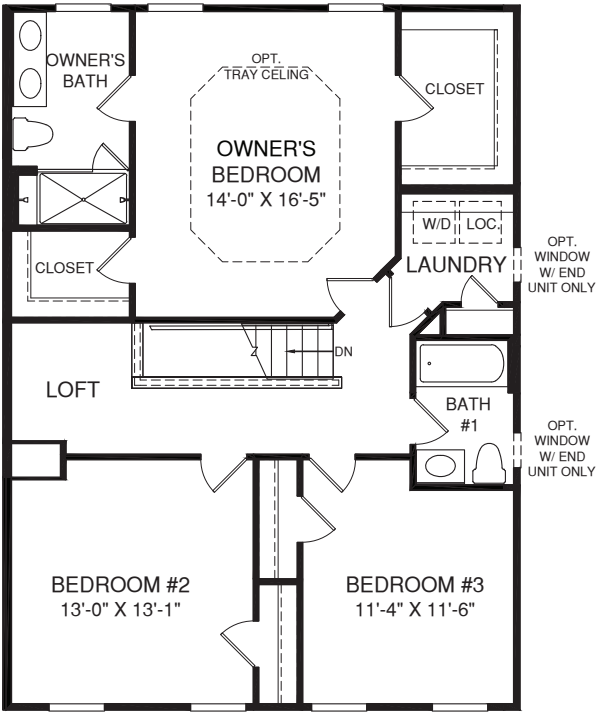 OWNER'S
BATH
OPT.
TRAY CELING
CLOSET
OWNER'S
BEDROOM
14'-0" X 16'-5"
W/D
LOC.
LAUNDRY
OPT.
WINDOW
W/ END
UNIT ONLY
CLOSET
DN
LOFT
BATH
#1
OPT.
WINDOW
W/ END
UNIT ONLY
BEDROOM #2
13'-0" X 13'-1"
BEDROOM #3
11'-4" X 11'-6"